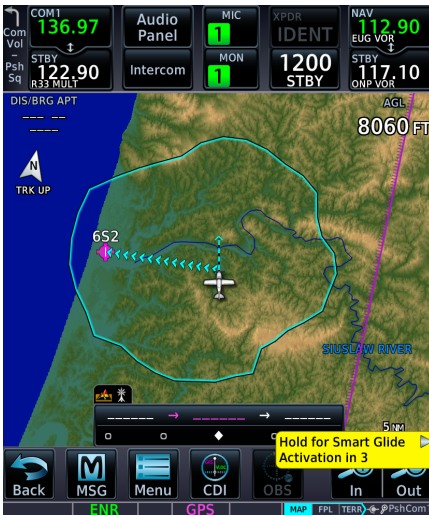 COM1
136.97
Com
Vol
Psh
Sq
STBY
122.90
R33 MULT
Audio
Panel
Intercom
MIC
1
MON
1
XPDR
IDENT
1200
STBY
NAV
112.90
EUG VOR
STBY
117.10
ONP VOR
DIS/BRG APT
AGL
8060 FT
N
TRK UP
6S2
SIUSLAW RIVER
5 NM
Hold for Smart Glide
Activation in 3
Back
MSG
Menu
CDI
OBS
In
Out
ENR
GPS
MAP
FPL
TERR
PshCom